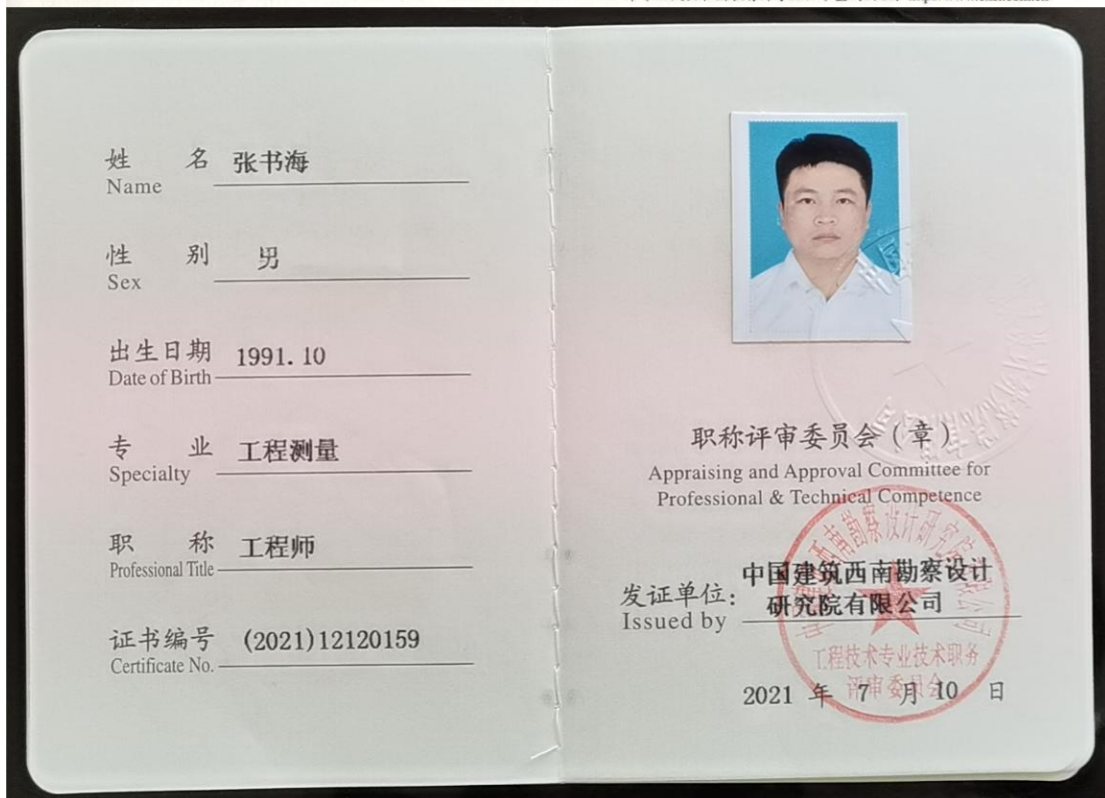 姓 名 张书海
Name
性 别 男
Sex
出生日期 1991.10
Date of Birth
专 业 工程测量
Specialty
职 称 工程师
Professional Title
证书编号 (2021)12120159
Certificate No.
职称评审委员会(章)
Appraising and Approval Committee for
Professional & Technical Competence
发证单位: 中国建筑西南勘察设计
Issued by 研究院有限公司
工程技术专业技术职务
评审委员会
2021 年 7 月 10 日